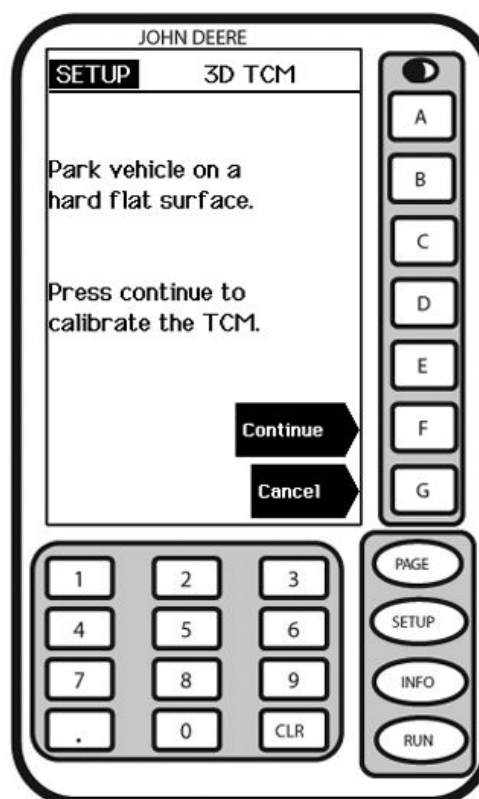 JOHN DEERE
SETUP 3D TCM
Park vehicle on a
hard flat surface.
Press continue to
calibrate the TCM.
Continue
Cancel
A
B
C
D
E
F
G
1 2 3
4 5 6
7 8 9
. 0 CLR
PAGE
SETUP
INFO
RUN